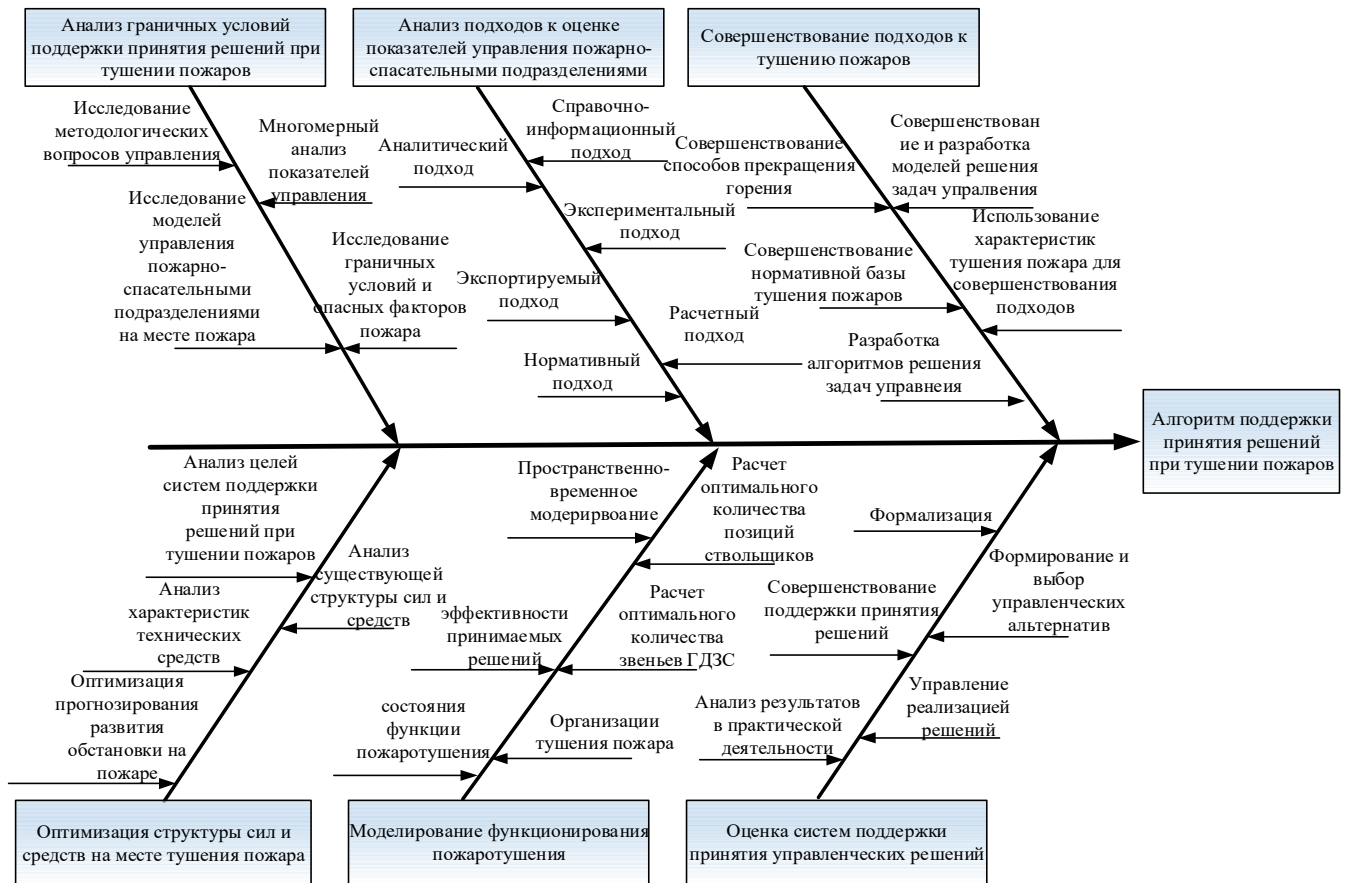 Анализ граничных условий
поддержки принятия решений при
тушении пожаров
Анализ подходов к оценке
показателей управления пожарно-
спасательными подразделениями
Совершенствование подходов к
тушению пожаров
Исследование
методологических
вопросов управления
Многомерный
анализ
показателей
управления
Исследование
моделей
управления
пожарно-
спасательными
подразделениями
на месте пожара
Исследование
граничных
условий и
опасных факторов
пожара
Аналитический
подход
Справочно-
информационный
подход
Экспериментальный
подход
Экспортируемый
подход
Расчетный
подход
Нормативный
подход
Совершенствование
способов прекращения
горения
Совершенствован
ие и разработка
моделей решения
задач упралвения
Использование
характеристик
тушения пожара для
совершенствования
подходов
Совершенствование
нормативной базы
тушения пожаров
Разработка
алгоритмов решения
задач управнеия
Алгоритм поддержки
принятия решений
при тушении пожаров
Анализ целей
систем поддержки
принятия
решений при
тушении пожаров
Анализ
существующей
структуры сил и
средств
Анализ
характеристик
технических
средств
Оптимизация
прогнозирования
развития
обстановки на
пожаре
Пространственно-
временное
модерирвоание
Расчет
оптимального
количества
позиций
ствольщиков
эффективности
принимаемых
решений
Расчет
оптимального
количества
звеньев ГДЗС
состояния
функции
пожаротушения
Организации
тушения пожара
Формализация
Формирование и
выбор
управленческих
альтернатив
Совершенствование
поддержки принятия
решений
Управление
реализацией
решений
Анализ результатов
в практической
деятельности
Оптимизация структуры сил и
средств на месте тушения пожара
Моделирование функционирования
пожаротушения
Оценка систем поддержки
принятия управленческих решений